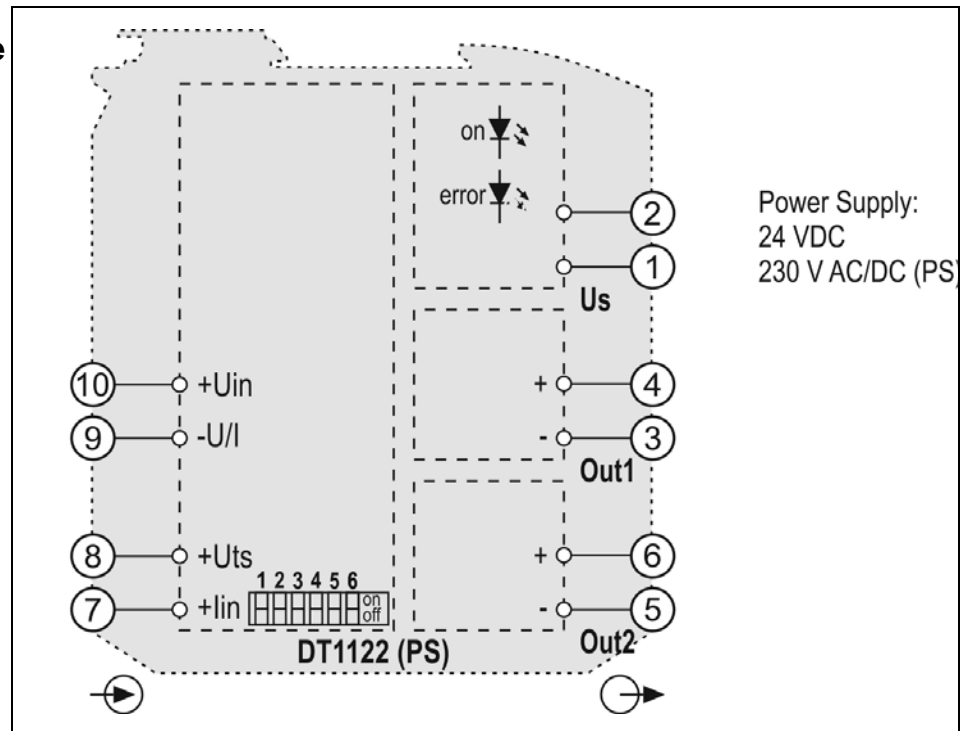 e
on
error
2
1
Us
Power Supply:
24 VDC
230 V AC/DC (PS)
10 +Uin
9 -U/I
+ 4
- 3
Out1
8 +Uts
7 +Iin
1 2 3 4 5 6
on
off
+ 6
- 5
Out2
DT1122 (PS)